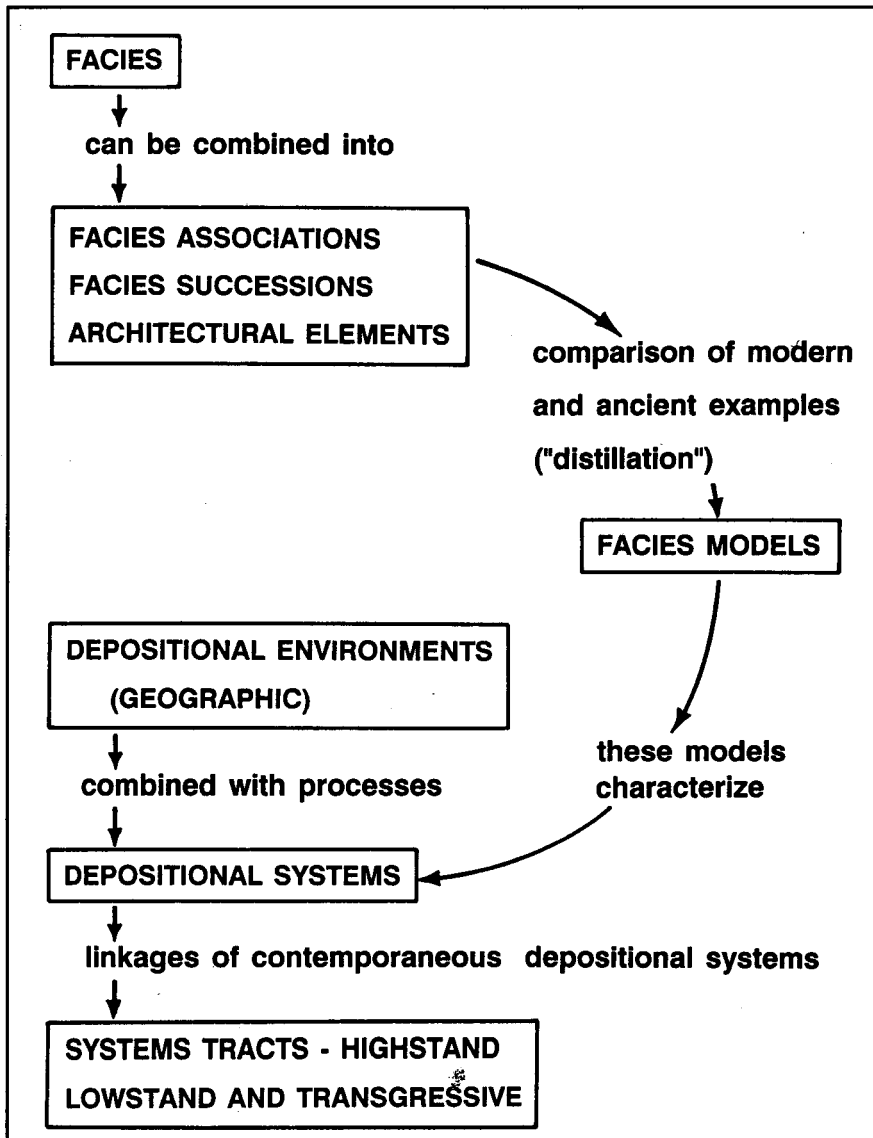 FACIES
can be combined into
FACIES ASSOCIATIONS
FACIES SUCCESSIONS
ARCHITECTURAL ELEMENTS
comparison of modern
and ancient examples
("distillation")
FACIES MODELS
these models
characterize
DEPOSITIONAL ENVIRONMENTS
(GEOGRAPHIC)
combined with processes
DEPOSITIONAL SYSTEMS
linkages of contemporaneous depositional systems
SYSTEMS TRACTS - HIGHSTAND
LOWSTAND AND TRANSGRESSIVE